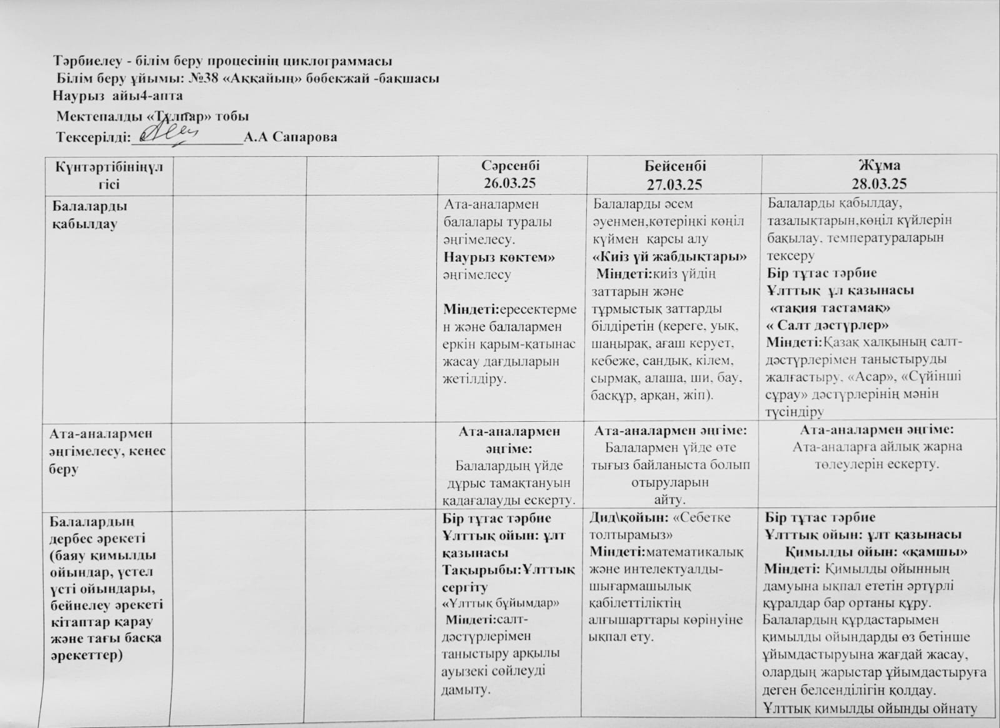 Тәрбиелеу - білім беру процесінің циклограммасы
Білім беру ұйымы: №38 «Аққайың» бөбекжай -бақшасы
Наурыз айы4-апта
Мектепалды «Тұлпар» тобы
Тексерілді:______________А.А Сапарова
Күнтәртібініңүл
гісі
Сәрсенбі
26.03.25
Бейсенбі
27.03.25
Жұма
28.03.25
Балаларды
қабылдау
Ата-аналармен
балалары туралы
әңгімелесу.
Наурыз көктем»
әңгімелесу
Міндеті:ересектерме
н және балалармен
еркін қарым-қатынас
жасау дағдыларын
жетілдіру.
Балаларды әсем
әуенмен,көтеріңкі көңіл
күймен қарсы алу
«Киіз үй жабдықтары»
Міндеті:киіз үйдің
заттарын және
тұрмыстық заттарды
білдіретін (кереге, уық,
шаңырақ, ағаш керует,
кебеже, сандық, кілем,
сырмақ, алаша, ши, бау,
басқұр, арқан, жіп).
Балаларды қабылдау,
тазалықтарын,көңіл күйлерін
бақылау, температураларын
тексеру
Бір тұтас тәрбие
Ұлттық ұл қазынасы
«тақия тастамақ»
« Салт дәстүрлер»
Міндеті:Қазақ халқының салт-
дәстүрлерімен таныстыруды
жалғастыру, «Асар», «Сүйінші
сұрау» дәстүрлерінің мәнін
түсіндіру
Ата-аналармен
әңгімелесу, кеңес
беру
Ата-аналармен
әңгіме:
Балалардың үйде
дұрыс тамақтануын
қадағалауды ескерту.
Ата-аналармен әңгіме:
Балалармен үйде өте
тығыз байланыста болып
отыруларын
айту.
Ата-аналармен әңгіме:
Ата-аналарға айлық жарна
төлеулерін ескерту.
Балалардың
дербес әрекеті
(баяу қимылды
ойындар, үстел
үсті ойындары,
бейнелеу әрекеті
кітаптар қарау
және тағы басқа
әрекеттер)
Бір тұтас тәрбие
Ұлттық ойын: ұлт
қазынасы
Тақырыбы:Ұлттық
сергіту
«Ұлттық бұйымдар»
Міндеті:салт-
дәстүрлерімен
таныстыру арқылы
ауызекі сөйлеуді
дамыту.
Дид\қойын: «Себетке
толтырамыз»
Міндеті:математикалық
және интелектуалды-
шығармашылық
қабілеттіліктің
алғышарттары көрінуіне
ықпал ету.
Бір тұтас тәрбие
Ұлттық ойын: ұлт қазынасы
Қимылды ойын: «қамшы»
Міндеті: Қимылды ойынның
дамуына ықпал ететін әртүрлі
құралдар бар ортаны құру.
Балалардың құрдастарымен
қимылды ойындарды өз бетінше
ұйымдастыруына жағдай жасау,
олардың жарыстар ұйымдастыруға
деген белсенділігін қолдау.
Ұлттық қимылды ойынды ойнату